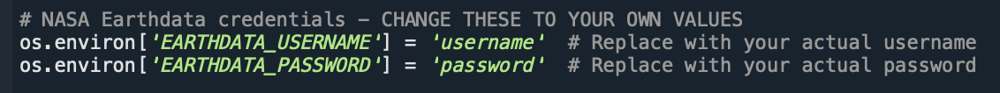 # NASA Earthdata credentials – CHANGE THESE TO YOUR OWN VALUES
os.environ['EARTHDATA_USERNAME'] = 'username'  # Replace with your actual username
os.environ['EARTHDATA_PASSWORD'] = 'password'  # Replace with your actual password